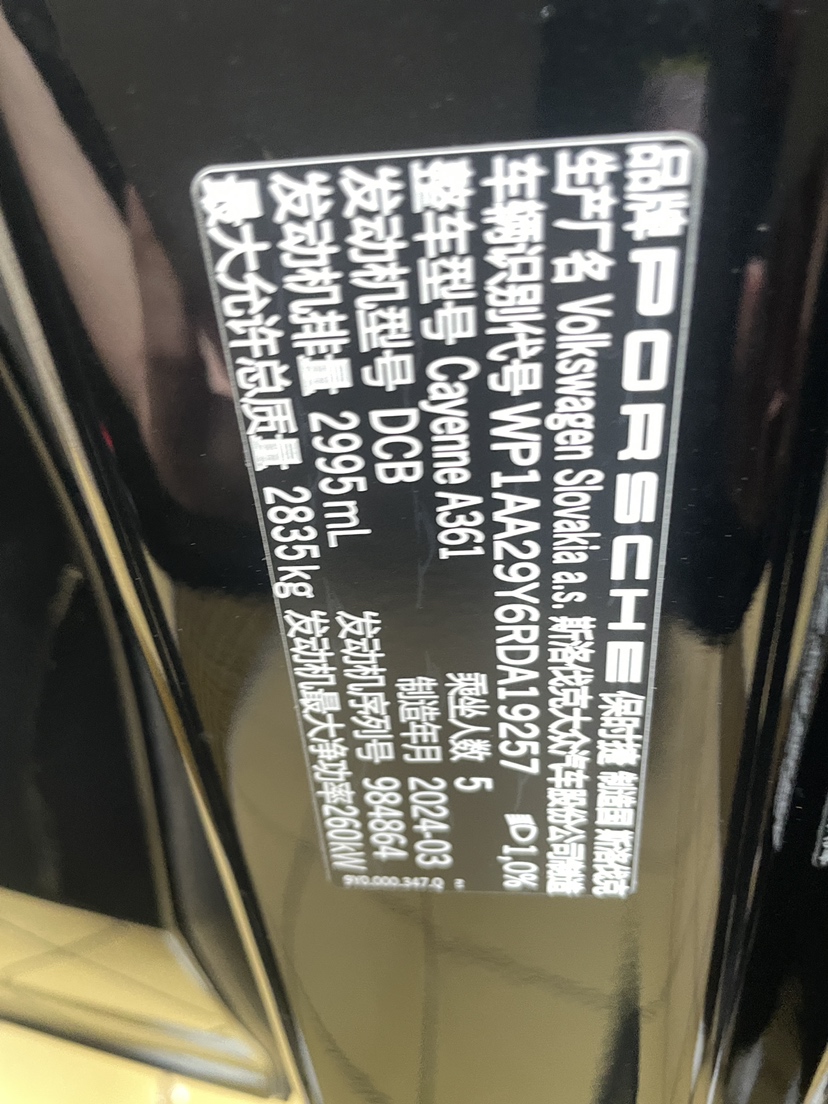 品牌 PORSCHE 保时捷 制造国 斯洛伐克
生产厂名 Volkswagen Slovakia a.s. 斯洛伐克大众汽车股份公司制造
车辆识别代号 WP1AA29Y6RDA19257 1,0%
整车型号 Cayenne A361 乘坐人数 5
发动机型号 DCB 制造年月 2024-03
发动机排量 2995 mL 发动机序列号 984864
最大允许总质量 2835 kg 发动机最大净功率 260kW
9Y0.000.347.Q